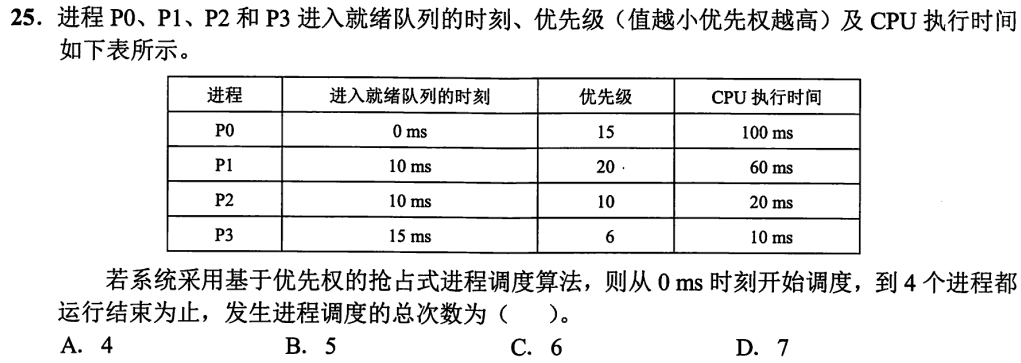 25. 进程 P0、P1、P2 和 P3 进入就绪队列的时刻、优先级（值越小优先权越高）及 CPU 执行时间
如下表所示。
进程 进入就绪队列的时刻 优先级 CPU 执行时间
P0 0 ms 15 100 ms
P1 10 ms 20 60 ms
P2 10 ms 10 20 ms
P3 15 ms 6 10 ms
若系统采用基于优先权的抢占式进程调度算法，则从 0 ms 时刻开始调度，到 4 个进程都
运行结束为止，发生进程调度的总次数为（ ）。
A. 4 B. 5 C. 6 D. 7